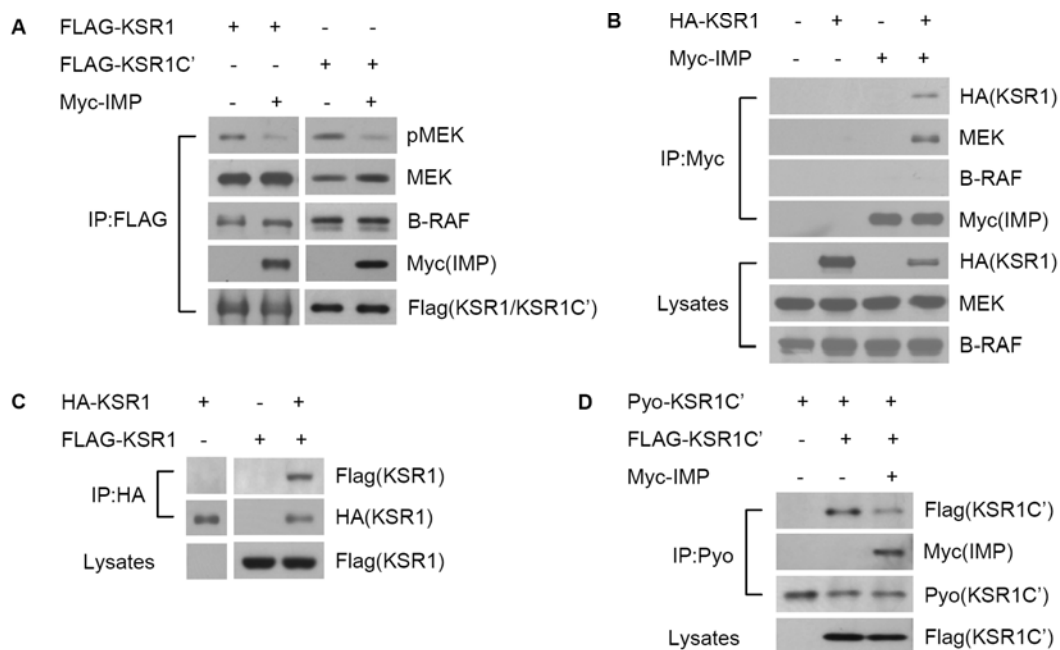 A
FLAG-KSR1 + + - -
FLAG-KSR1C' - - + +
Myc-IMP - + - +
pMEK
MEK
IP:FLAG
B-RAF
Myc(IMP)
Flag(KSR1/KSR1C')
B
HA-KSR1 - + - +
Myc-IMP - - + +
HA(KSR1)
IP:Myc
MEK
B-RAF
Myc(IMP)
HA(KSR1)
Lysates
MEK
B-RAF
C
HA-KSR1 + - +
FLAG-KSR1 - + +
IP:HA
Flag(KSR1)
HA(KSR1)
Lysates
Flag(KSR1)
D
Pyo-KSR1C' + + +
FLAG-KSR1C' - + +
Myc-IMP - - +
Flag(KSR1C')
IP:Pyo
Myc(IMP)
Pyo(KSR1C')
Lysates
Flag(KSR1C')